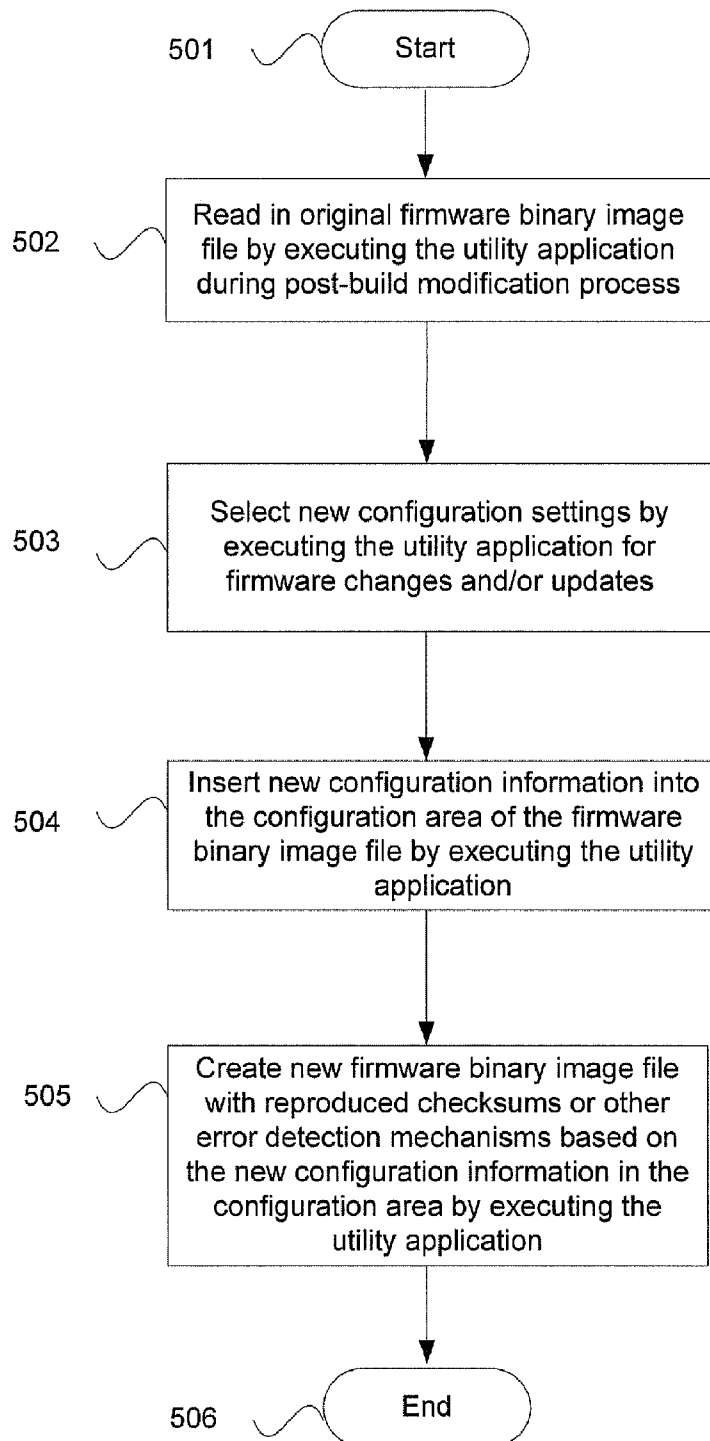 501
Start
502
Read in original firmware binary image
file by executing the utility application
during post-build modification process
503
Select new configuration settings by
executing the utility application for
firmware changes and/or updates
504
Insert new configuration information into
the configuration area of the firmware
binary image file by executing the utility
application
505
Create new firmware binary image file
with reproduced checksums or other
error detection mechanisms based on
the new configuration information in the
configuration area by executing the
utility application
506
End